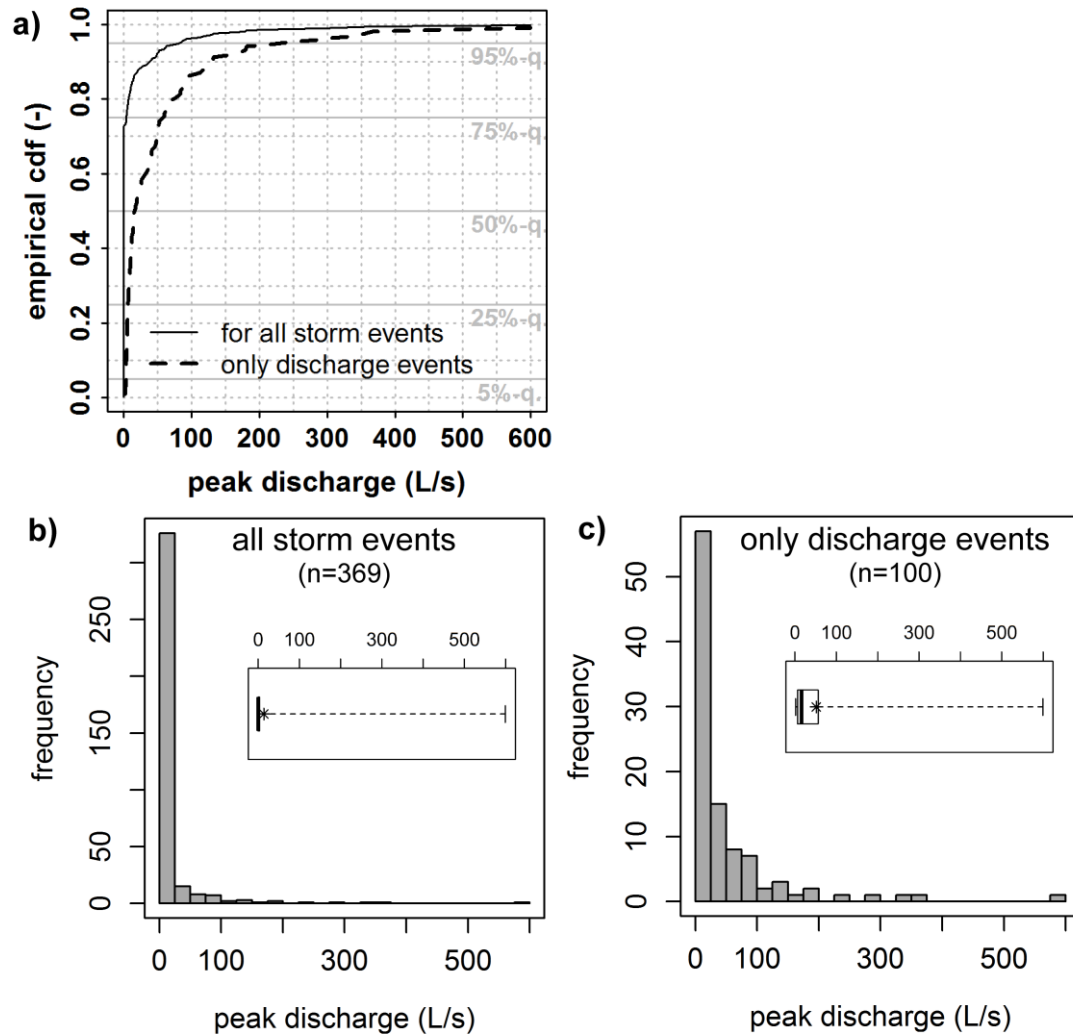 a)
empirical cdf (-)
1.0
0.8
0.6
0.4
0.2
0.0
95%-q.
75%-q.
50%-q.
25%-q.
5%-q.
for all storm events
only discharge events
0 100 200 300 400 500 600
peak discharge (L/s)
b)
all storm events
(n=369)
frequency
250
150
50
0
0 100 300 500
0 100 300 500
peak discharge (L/s)
c)
only discharge events
(n=100)
frequency
50
40
30
20
10
0
0 100 300 500
0 100 300 500
peak discharge (L/s)